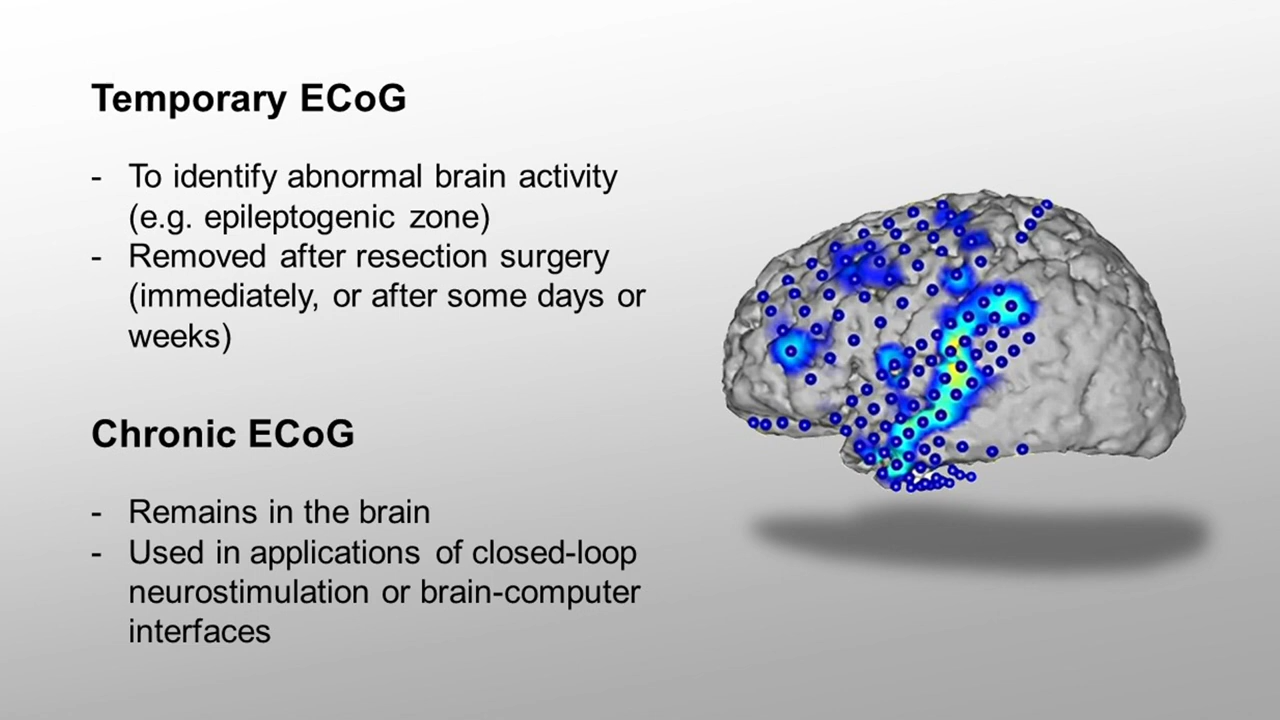 Temporary ECoG
- To identify abnormal brain activity
(e.g. epileptogenic zone)
- Removed after resection surgery
(immediately, or after some days or
weeks)
Chronic ECoG
- Remains in the brain
- Used in applications of closed-loop
neurostimulation or brain-computer
interfaces